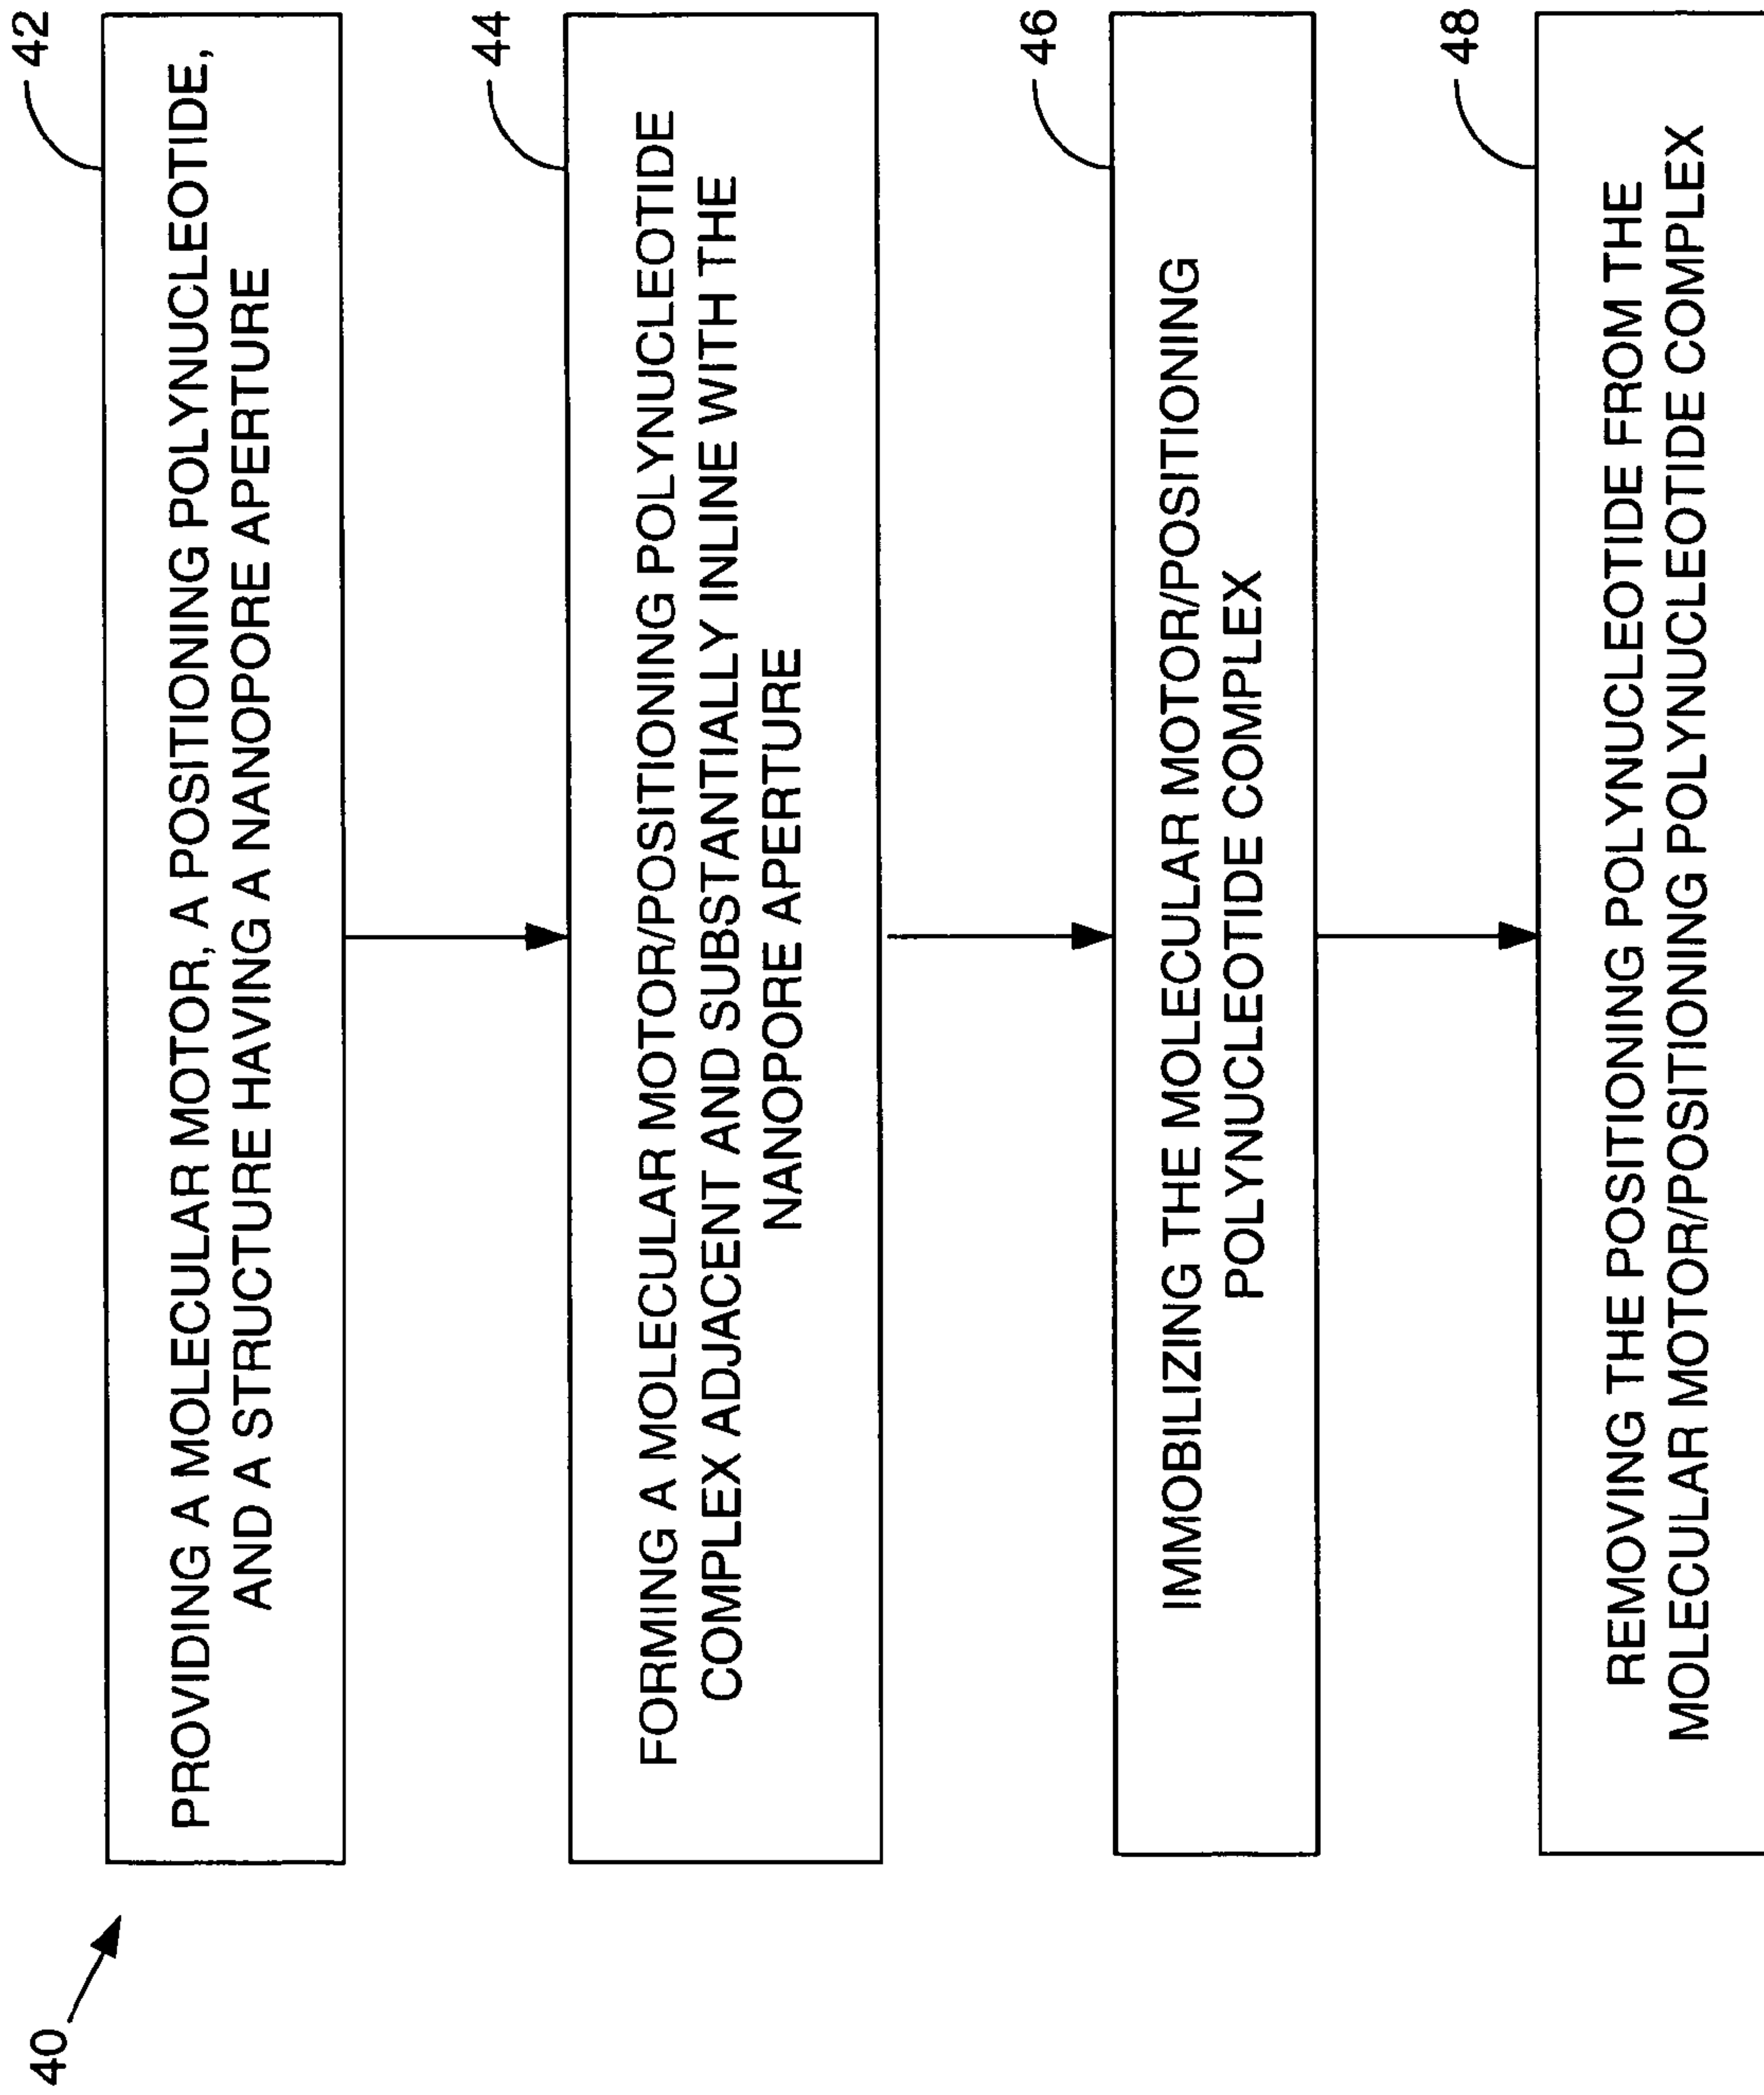 40
42
PROVIDING A MOLECULAR MOTOR, A POSITIONING POLYNUCLEOTIDE,
AND A STRUCTURE HAVING A NANOPORE APERTURE
44
FORMING A MOLECULAR MOTOR/POSITIONING POLYNUCLEOTIDE
COMPLEX ADJACENT AND SUBSTANTIALLY INLINE WITH THE
NANOPORE APERTURE
46
IMMOBILIZING THE MOLECULAR MOTOR/POSITIONING
POLYNUCLEOTIDE COMPLEX
48
REMOVING THE POSITIONING POLYNUCLEOTIDE FROM THE
MOLECULAR MOTOR/POSITIONING POLYNUCLEOTIDE COMPLEX